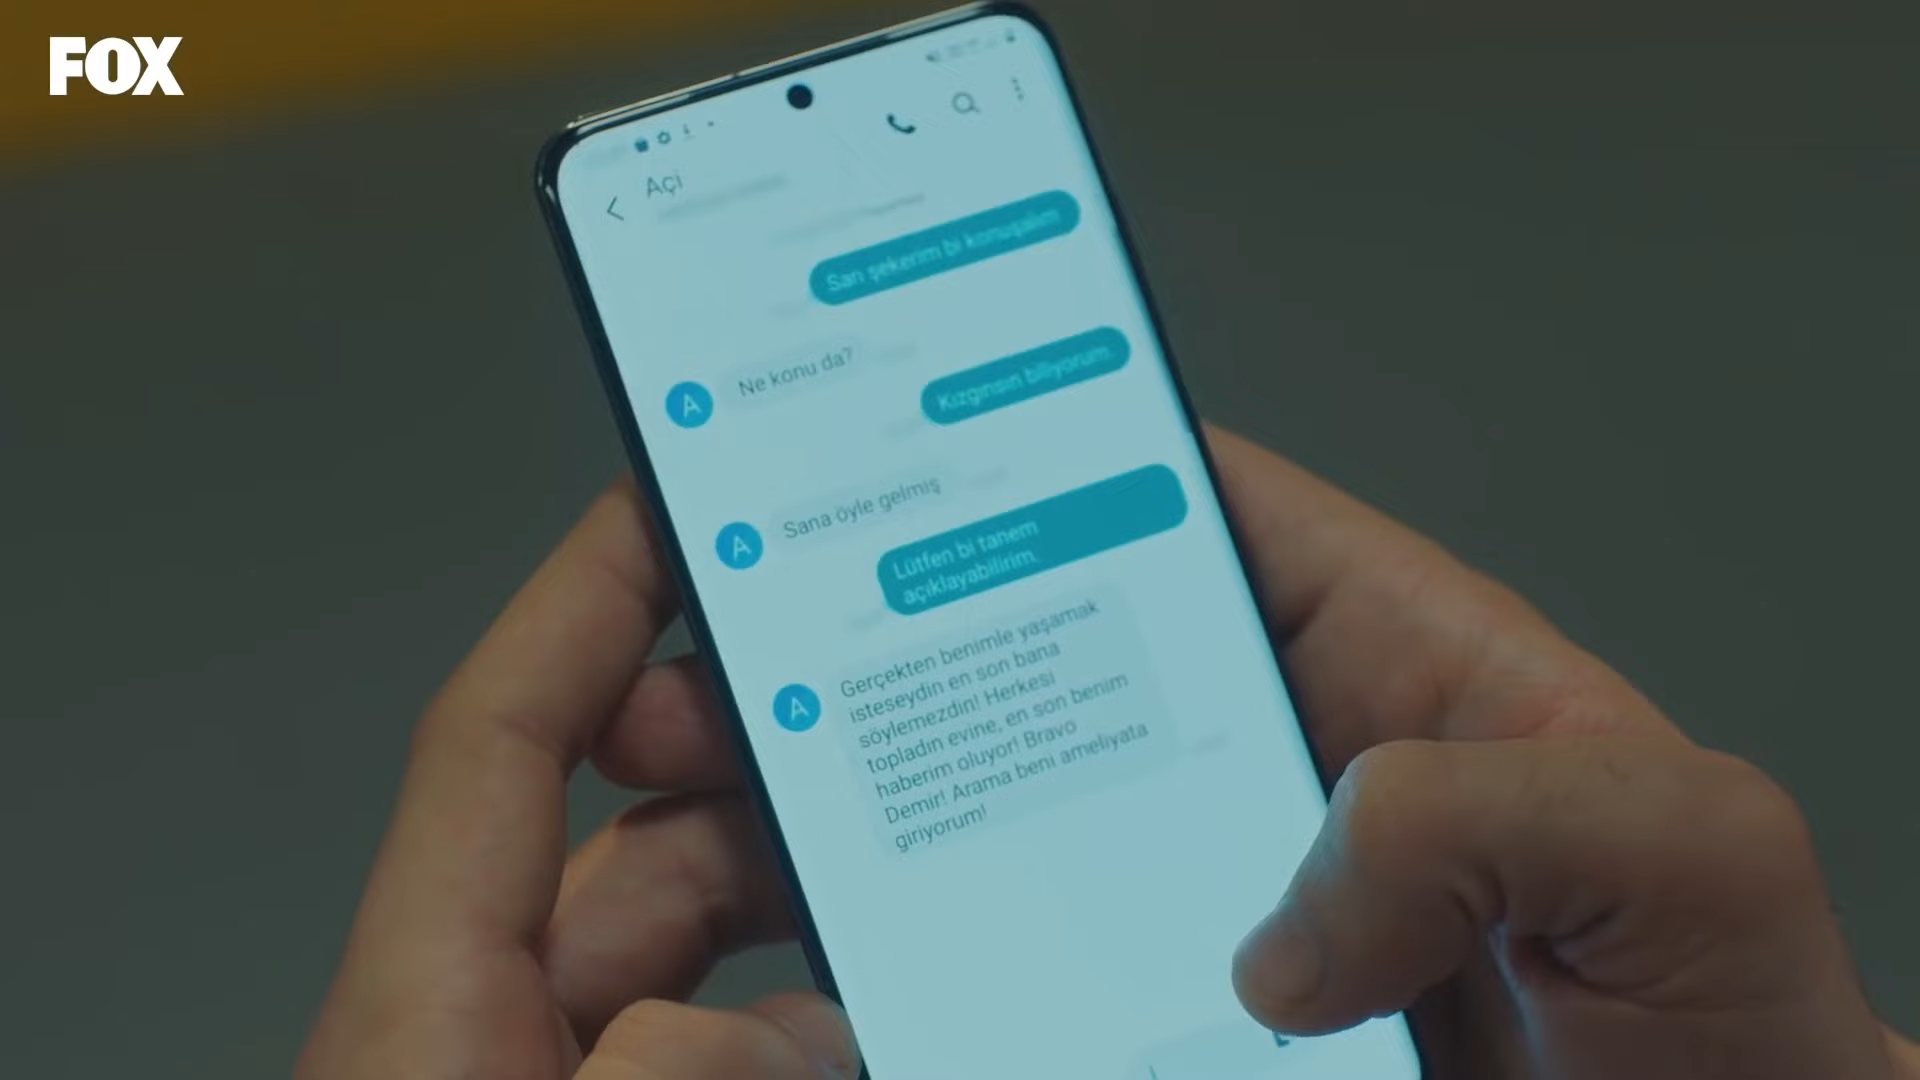 FOX
Açi
Sarı şekerim bi konuşalım
Ne konu da?
Kızgınsın biliyorum.
Sana öyle gelmiş
Lütfen bi tanem
açıklayabilirim.
Gerçekten benimle yaşamak
isteseydin en son bana
söylemezdin! Herkesi
topladın evine, en son benim
haberim oluyor! Bravo
Demir! Arama beni ameliyata
giriyorum!
A
A
A